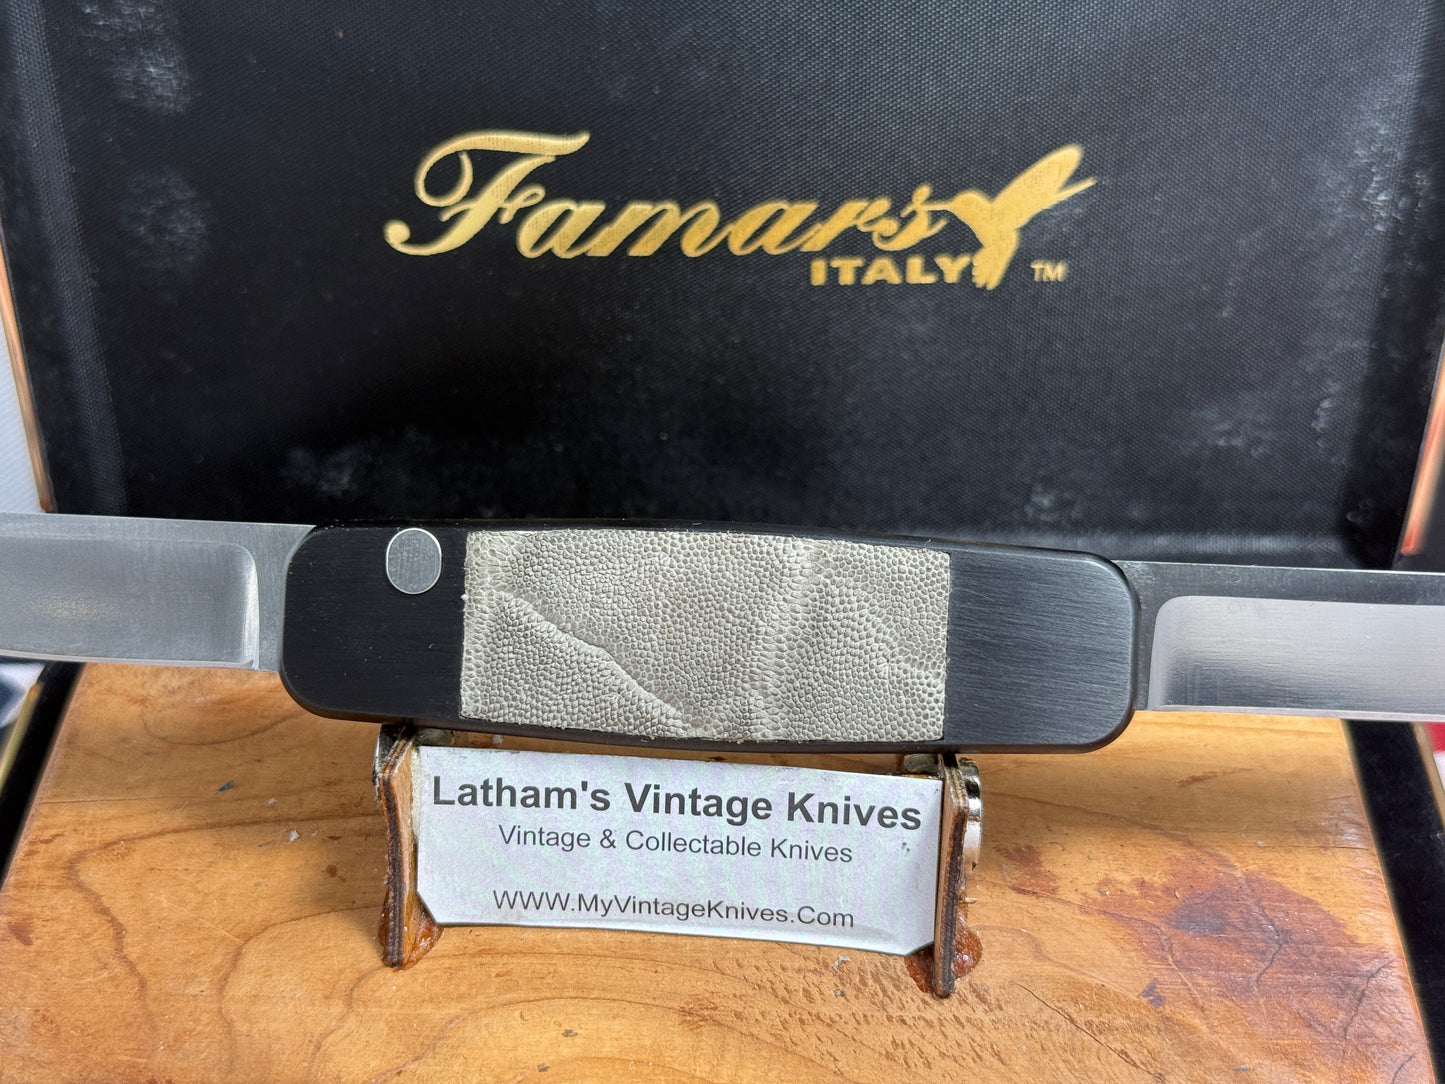 Famars
ITALY
TM
Latham's Vintage Knives
Vintage & Collectable Knives
WWW.MyVintageKnives.Com